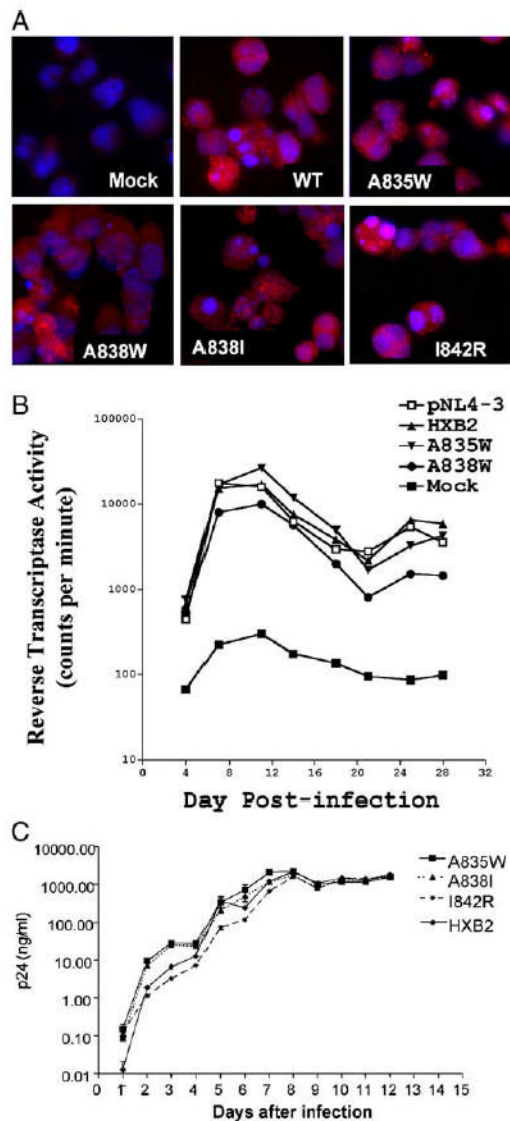 A
Mock
WT
A835W
A838W
A838I
I842R
B
pNL4-3
HXB2
A835W
A838W
Mock
Reverse Transcriptase Activity
(counts per minute)
100000
10000
1000
100
10
0 4 8 12 16 20 24 28 32
Day Post-infection
C
A835W
A838I
I842R
HXB2
p24 (ng/ml)
10000.00
1000.00
100.00
10.00
1.00
0.10
0.01
0 1 2 3 4 5 6 7 8 9 10 11 12 13 14 15
Days after infection